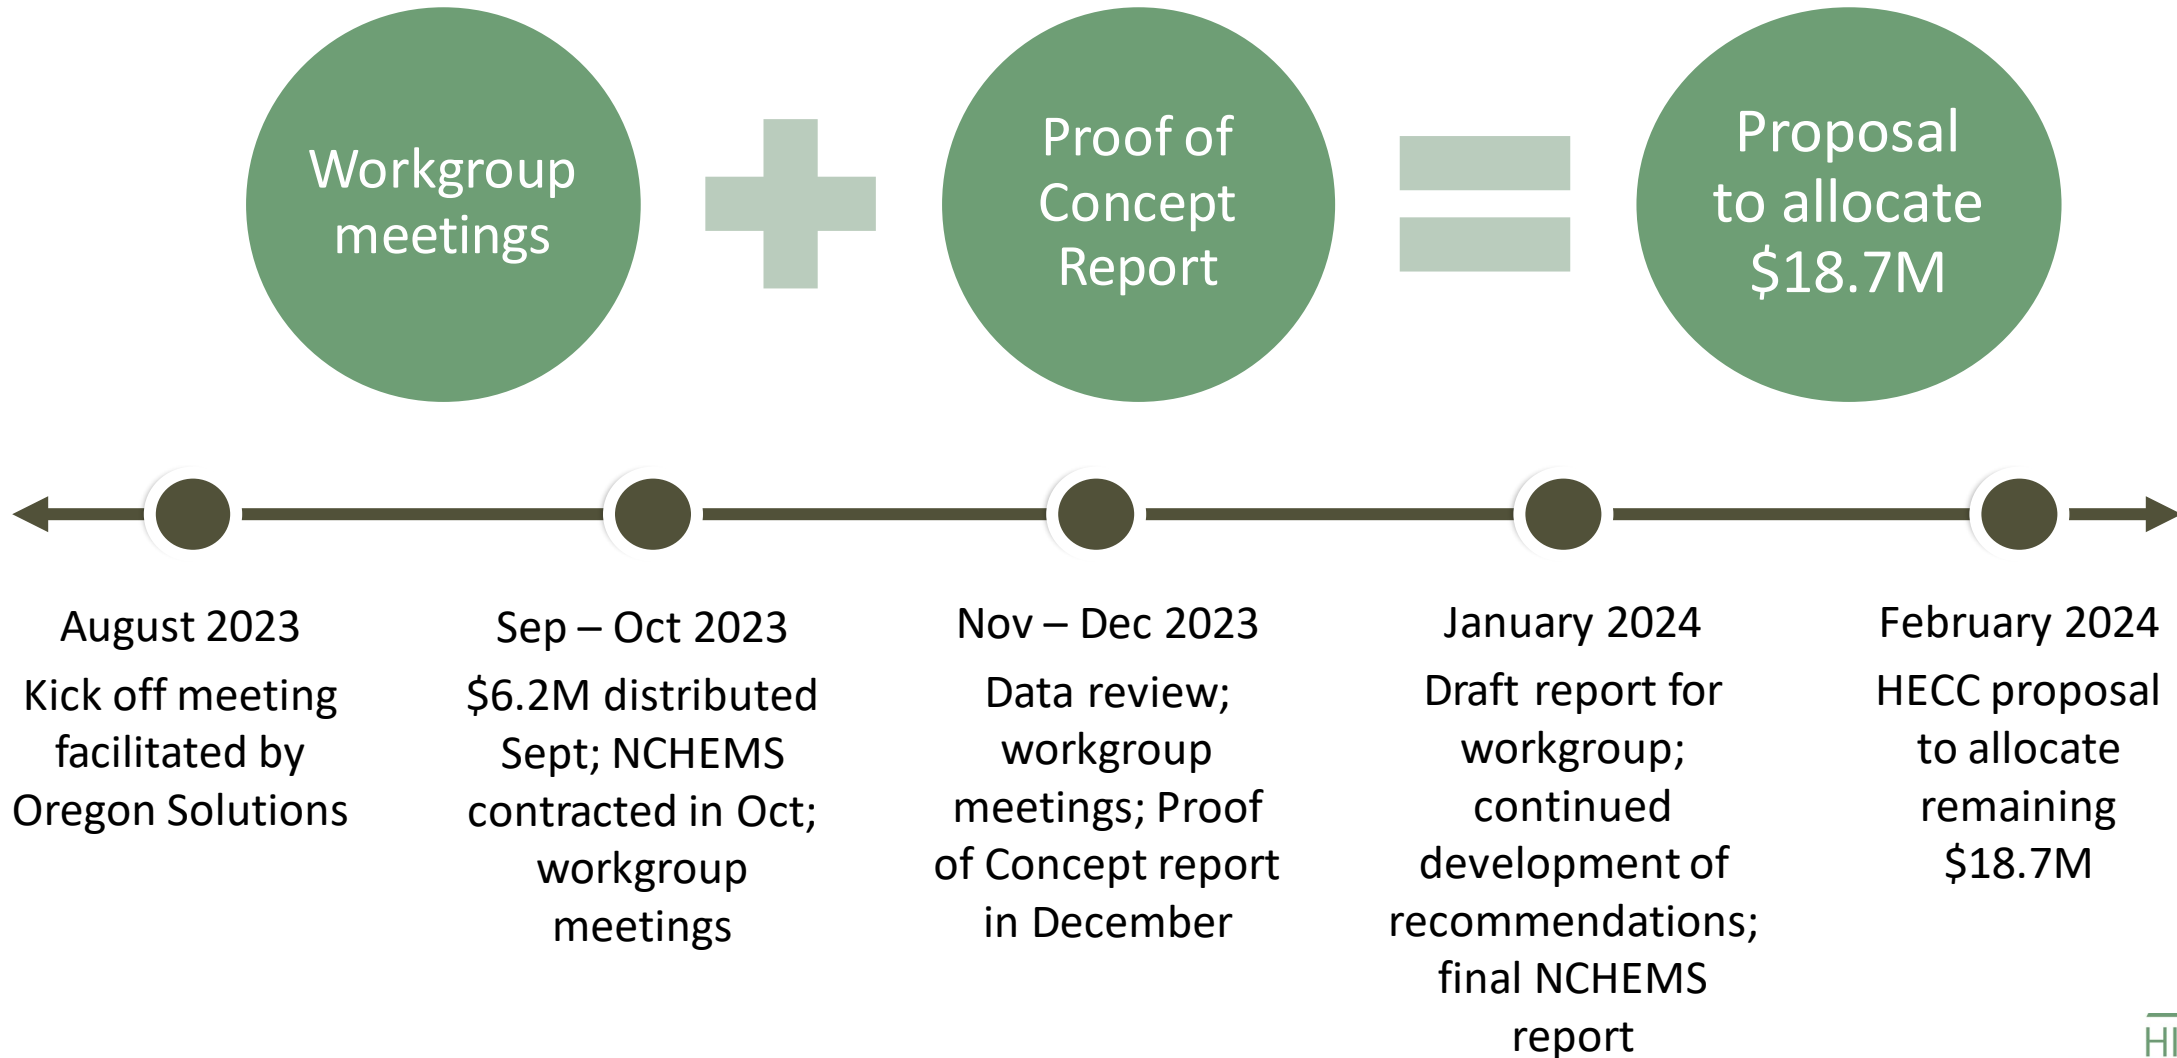 Workgroup
meetings
Proof of
Concept
Report
Proposal
to allocate
$18.7M
August 2023
Kick off meeting
facilitated by
Oregon Solutions
Sep – Oct 2023
$6.2M distributed
Sept; NCHEMS
contracted in Oct;
workgroup
meetings
Nov – Dec 2023
Data review;
workgroup
meetings; Proof
of Concept report
in December
January 2024
Draft report for
workgroup;
continued
development of
recommendations;
final NCHEMS
report
February 2024
HECC proposal
to allocate
remaining
$18.7M
HI